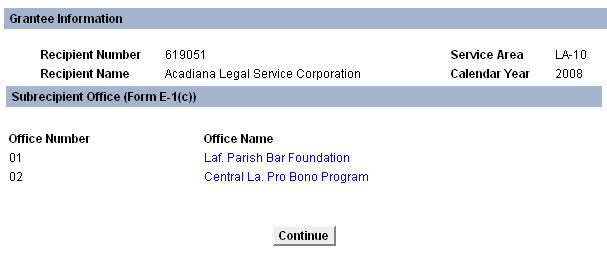 Grantee Information
Recipient Number 619051 Service Area LA-10
Recipient Name Acadiana Legal Service Corporation Calendar Year 2008
Subrecipient Office (Form E-1(c))
Office Number Office Name
01 Laf. Parish Bar Foundation
02 Central La. Pro Bono Program
Continue